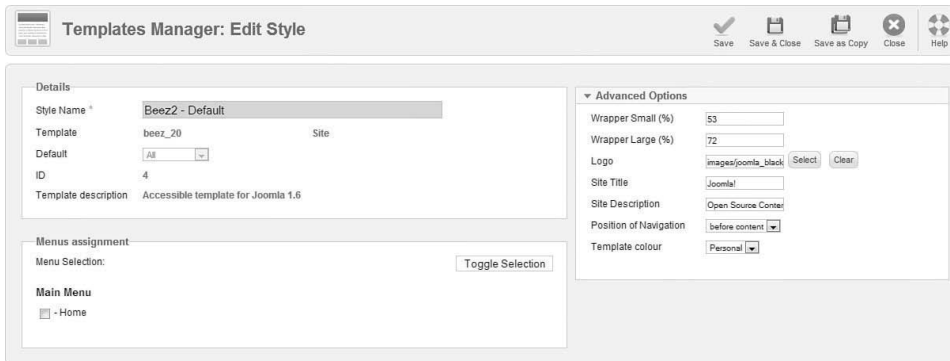 Templates Manager: Edit Style
Save
Save & Close
Save as Copy
Close
Help
Details
Style Name *
Beez2 - Default
Template
beez_20
Site
Default
All
ID
4
Template description
Accessible template for Joomla 1.6
Menus assignment
Menu Selection:
Toggle Selection
Main Menu
- Home
Advanced Options
Wrapper Small (%)
53
Wrapper Large (%)
72
Logo
images/joomla_black
Select
Clear
Site Title
Joomla!
Site Description
Open Source Conter
Position of Navigation
before content
Template colour
Personal